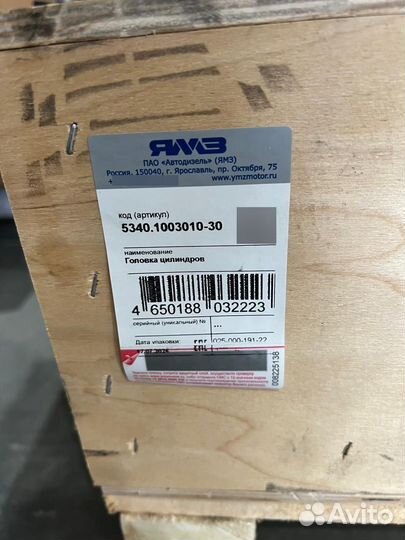 ЯМЗ
ПАО «Автодизель» (ЯМЗ)
Россия, 150040, г. Ярославль, пр. Октября, 75
www.ymzmotor.ru
код (артикул)
5340.1003010-30
наименование
Головка цилиндров
4 650188 032223
серийный (уникальный) №
...
Дата упаковки:
025-000-191-22
008225138
Avito